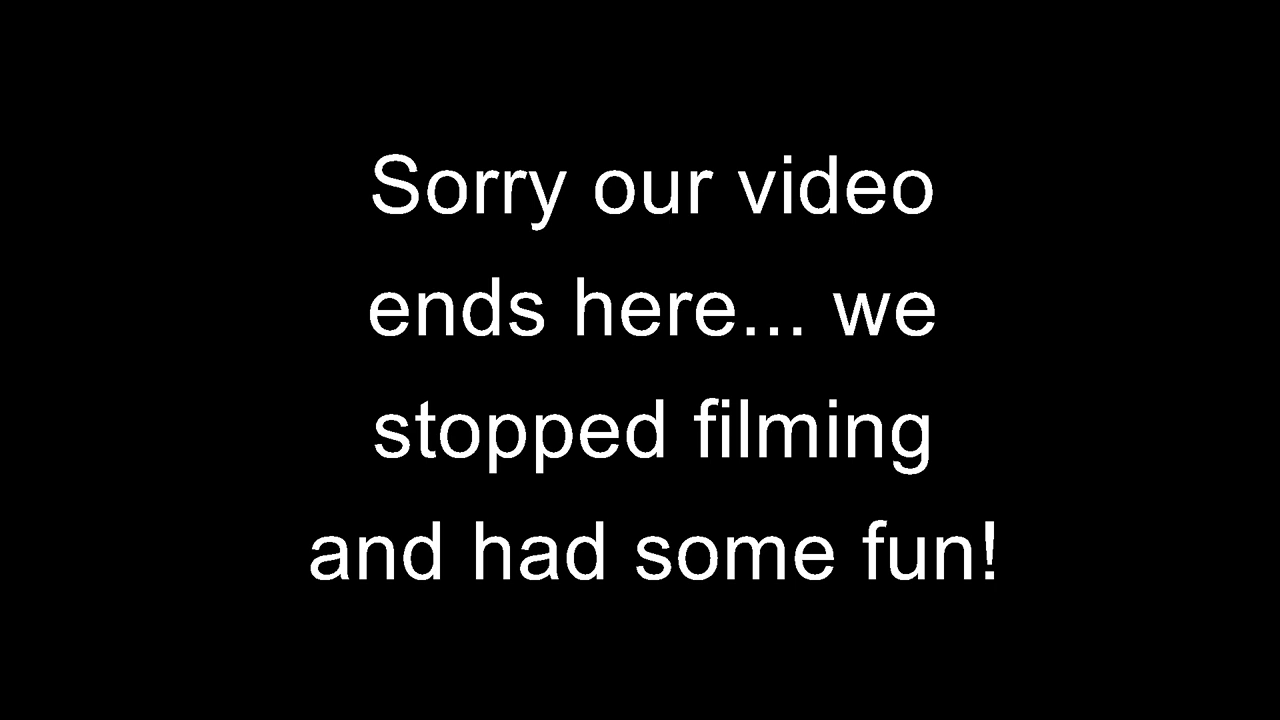 Sorry our video
ends here... we
stopped filming
and had some fun!